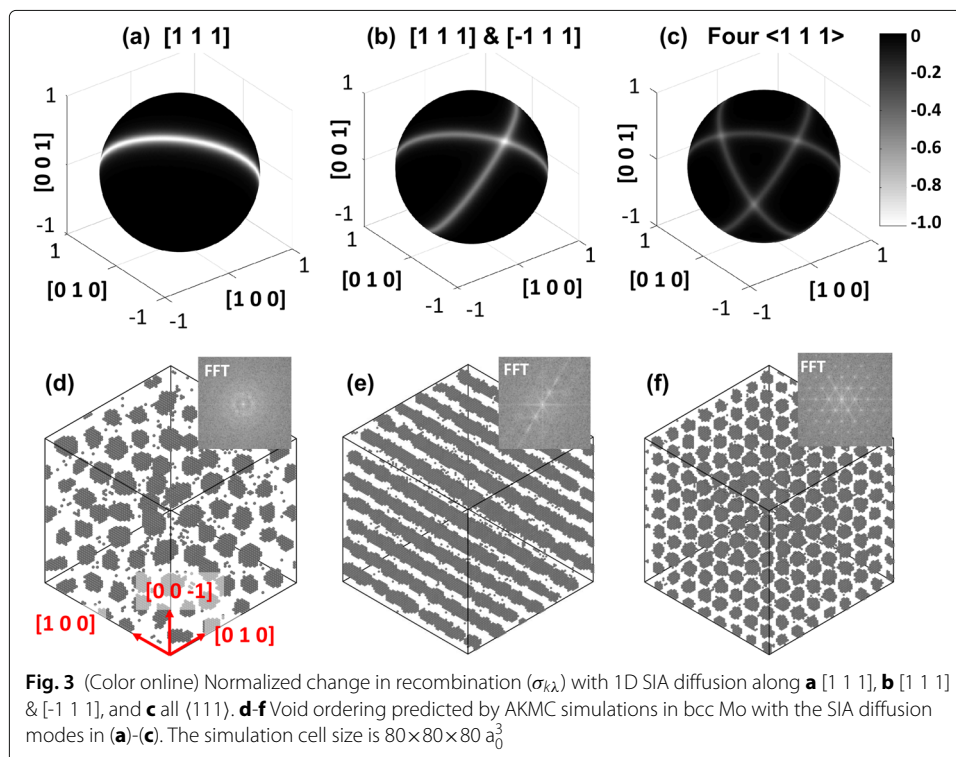 (a) [1 1 1]
(b) [1 1 1] & [-1 1 1]
(c) Four <1 1 1>
1
-1
[0 0 1]
1
-1
[0 1 0]
-1
1
[1 0 0]
1
-1
[0 0 1]
1
-1
[0 1 0]
-1
1
[1 0 0]
1
-1
[0 0 1]
1
-1
[0 1 0]
-1
1
[1 0 0]
0
-0.2
-0.4
-0.6
-0.8
-1.0
(d)
FFT
[0 0 -1]
[1 0 0]
[0 1 0]
(e)
FFT
(f)
FFT
Fig. 3 (Color online) Normalized change in recombination (σkλ) with 1D SIA diffusion along a [1 1 1], b [1 1 1]
& [-1 1 1], and c all ⟨111⟩. d-f Void ordering predicted by AKMC simulations in bcc Mo with the SIA diffusion
modes in (a)-(c). The simulation cell size is 80×80×80 a₀³